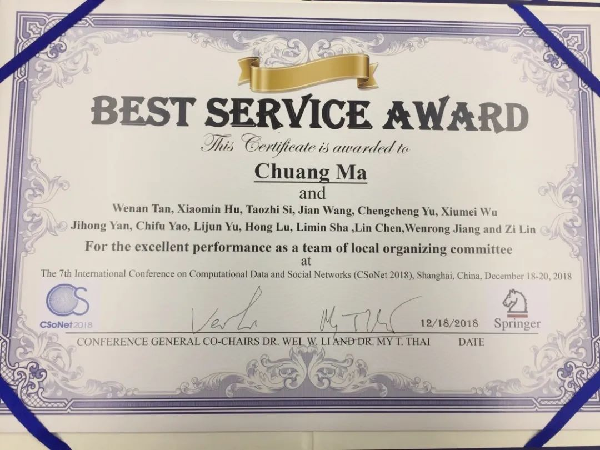 BEST SERVICE AWARD
This Certificate is awarded to
Chuang Ma
and
Wenan Tan, Xiaomin Hu, Taozhi Si, Jian Wang, Chengcheng Yu, Xiumei Wu
Jihong Yan, Chifu Yao, Lijun Yu, Hong Lu, Limin Sha ,Lin Chen,Wenrong Jiang and Zi Lin
For the excellent performance as a team of local organizing committee
at
The 7th International Conference on Computational Data and Social Networks (CSoNet 2018), Shanghai, China, December 18-20, 2018
CSoNet 2018
12/18/2018
Springer
CONFERENCE GENERAL CO-CHAIRS DR. WEI, W. LI AND DR. MY T. THAI DATE